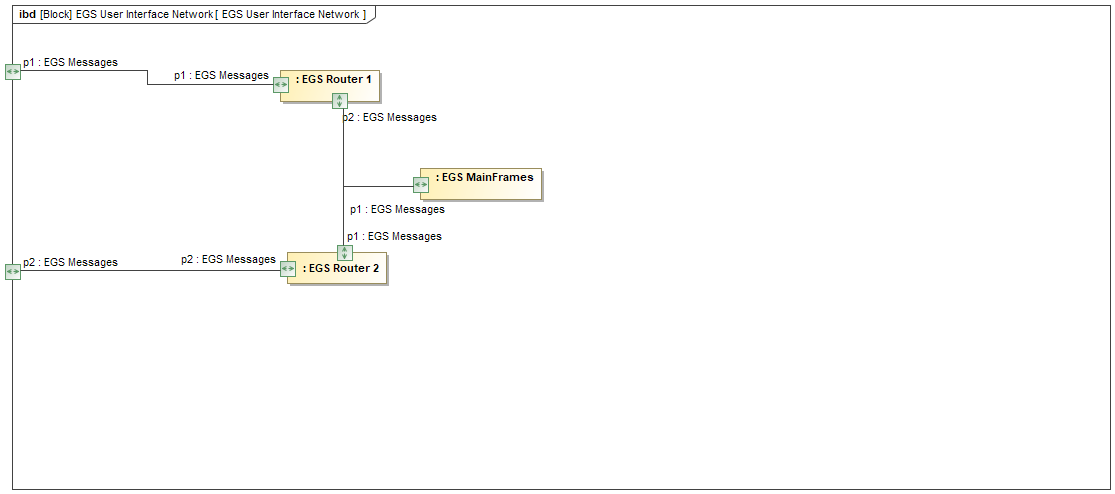 ibd [Block] EGS User Interface Network [ EGS User Interface Network ]
p1 : EGS Messages
p1 : EGS Messages
: EGS Router 1
p2 : EGS Messages
: EGS MainFrames
p1 : EGS Messages
p1 : EGS Messages
p2 : EGS Messages
p2 : EGS Messages
: EGS Router 2